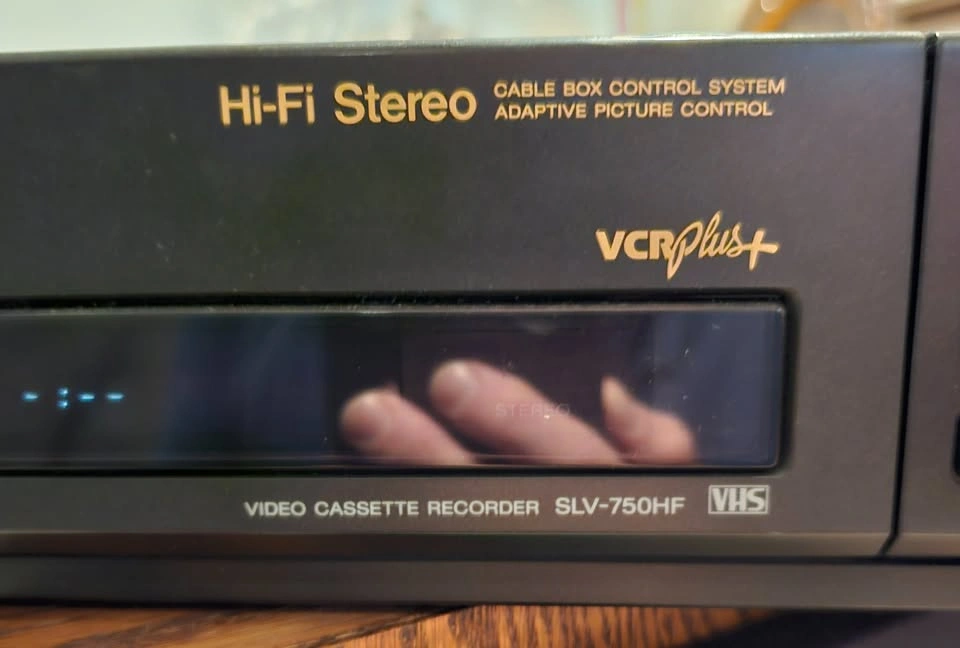 Hi-Fi Stereo
CABLE BOX CONTROL SYSTEM
ADAPTIVE PICTURE CONTROL
VCRPlus+
- : - -
STEREO
VIDEO CASSETTE RECORDER SLV-750HF VHS